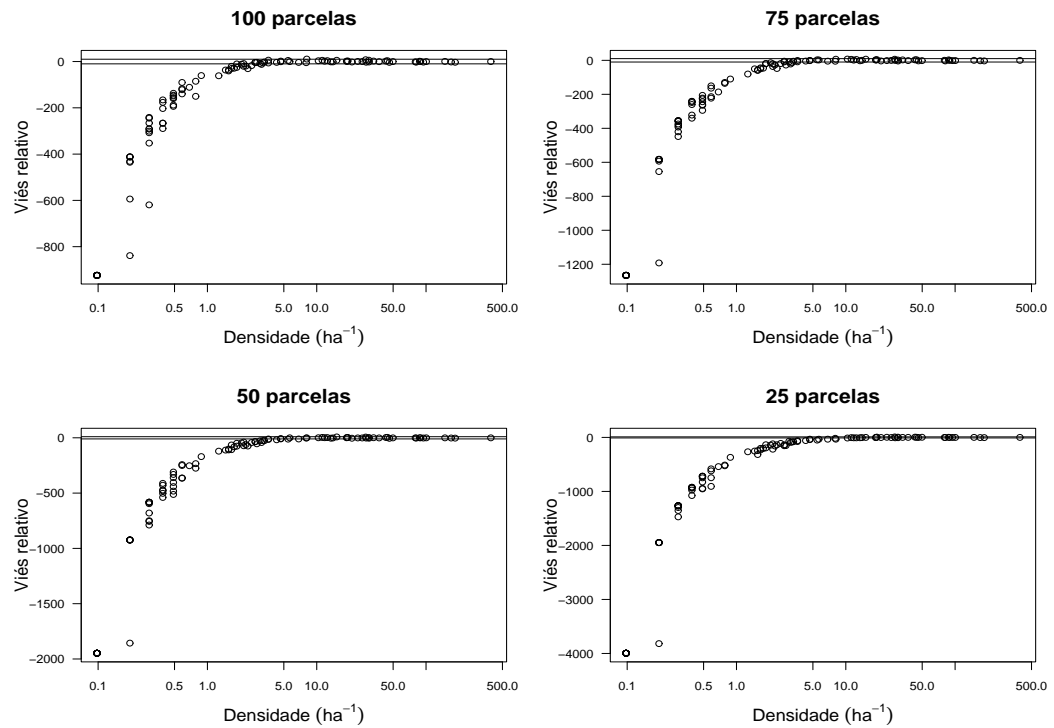 100 parcelas
0
−200
−400
−600
−800
Viés relativo
0.1 0.5 1.0 5.0 10.0 50.0 500.0
Densidade (ha⁻¹)
75 parcelas
0
−200
−400
−600
−800
−1000
−1200
Viés relativo
0.1 0.5 1.0 5.0 10.0 50.0 500.0
Densidade (ha⁻¹)
50 parcelas
0
−500
−1000
−1500
−2000
Viés relativo
0.1 0.5 1.0 5.0 10.0 50.0 500.0
Densidade (ha⁻¹)
25 parcelas
0
−1000
−2000
−3000
−4000
Viés relativo
0.1 0.5 1.0 5.0 10.0 50.0 500.0
Densidade (ha⁻¹)